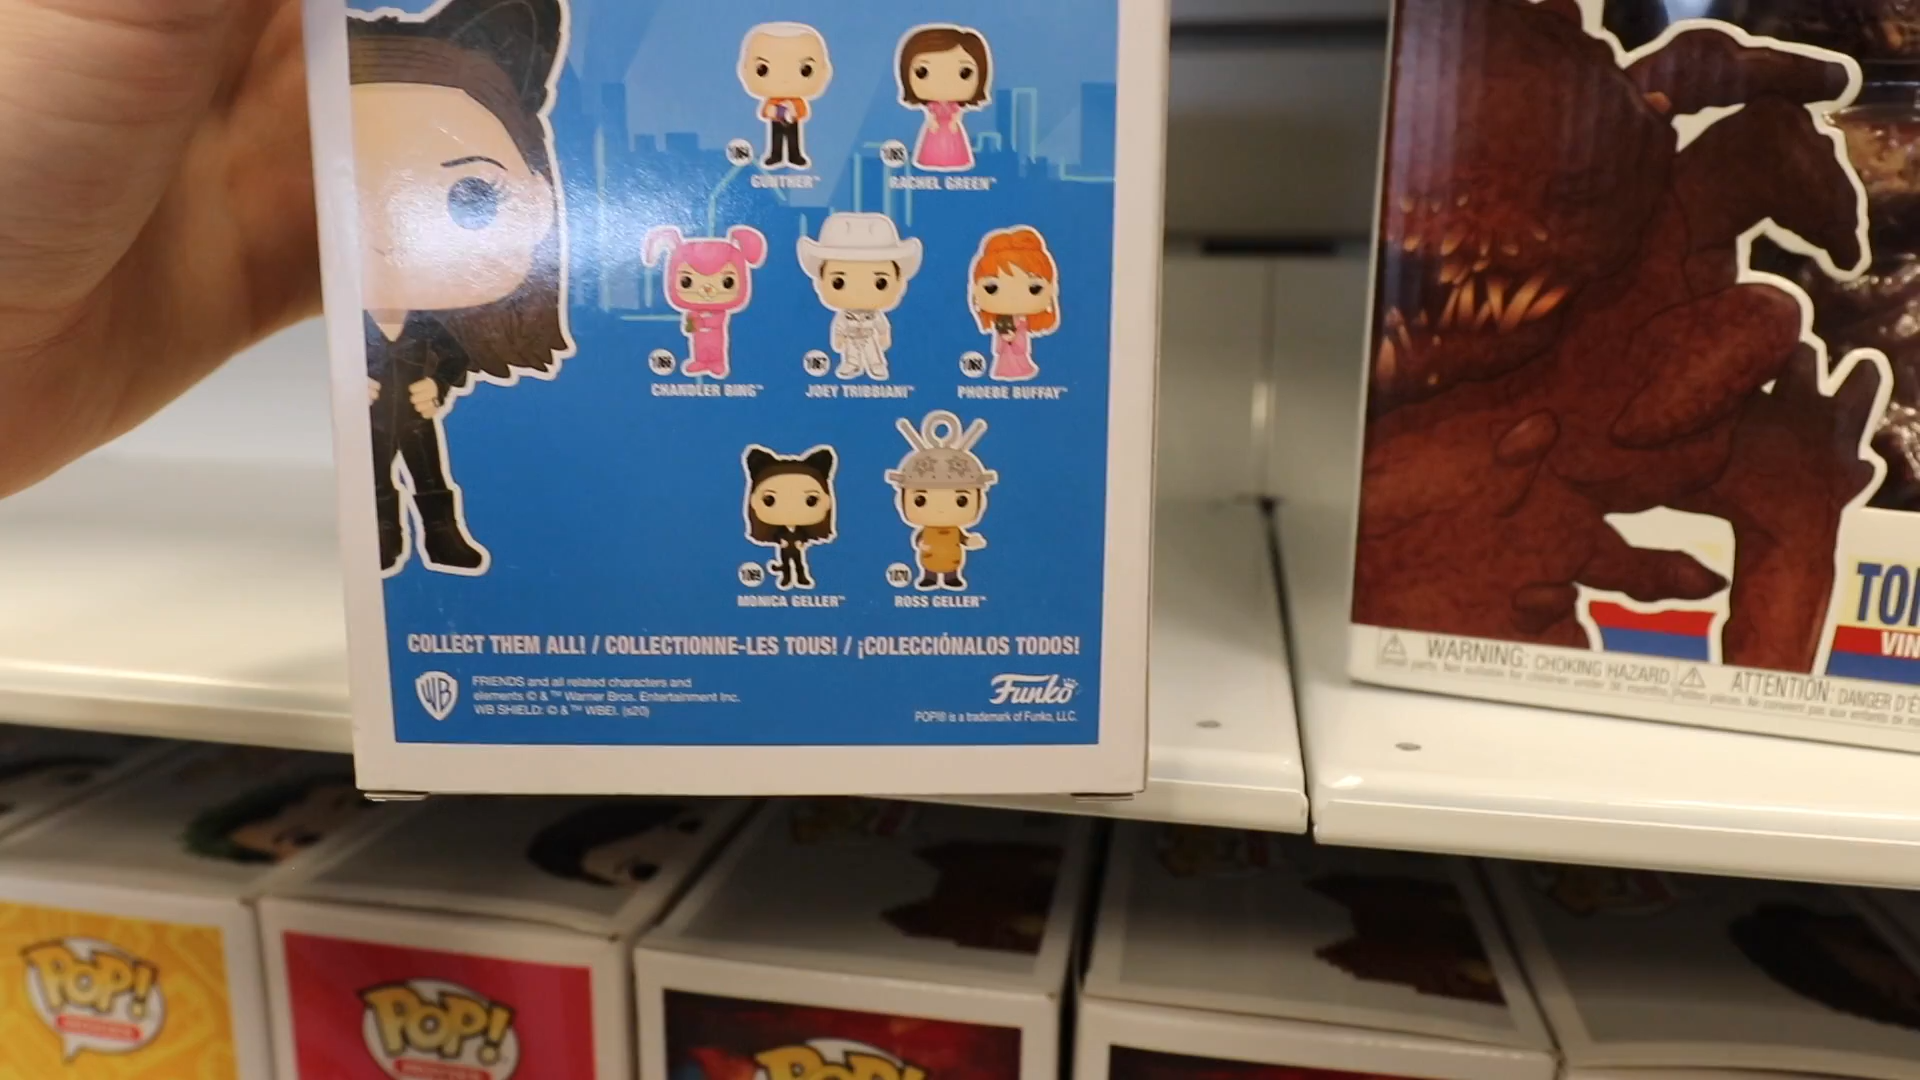 1064
GUNTHER™
1065
RACHEL GREEN™
1066
CHANDLER BING™
1067
JOEY TRIBBIANI™
1068
PHOEBE BUFFAY™
1069
MONICA GELLER™
1070
ROSS GELLER™
COLLECT THEM ALL! / COLLECTIONNE-LES TOUS! / ¡COLECCIÓNALOS TODOS!
WB
FRIENDS and all related characters and
elements © & ™ Warner Bros. Entertainment Inc.
WB SHIELD: © & ™ WBEI. (s20)
Funko
POP!® is a trademark of Funko, LLC.
WARNING: CHOKING HAZARD
ATTENTION: DANGER D'É
TOP
VIN
POP!
POP!
POP!